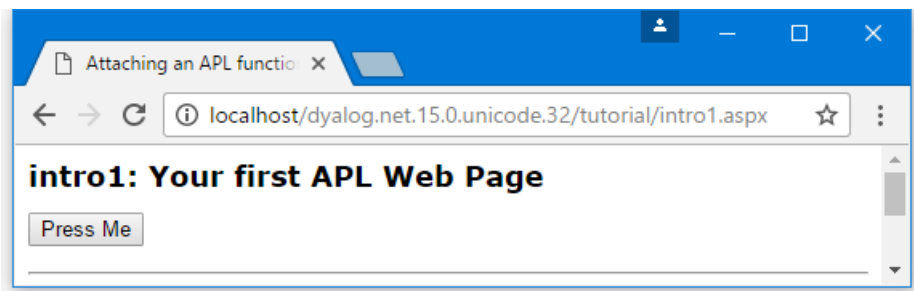 Attaching an APL functio
localhost/dyalog.net.15.0.unicode.32/tutorial/intro1.aspx
intro1: Your first APL Web Page
Press Me